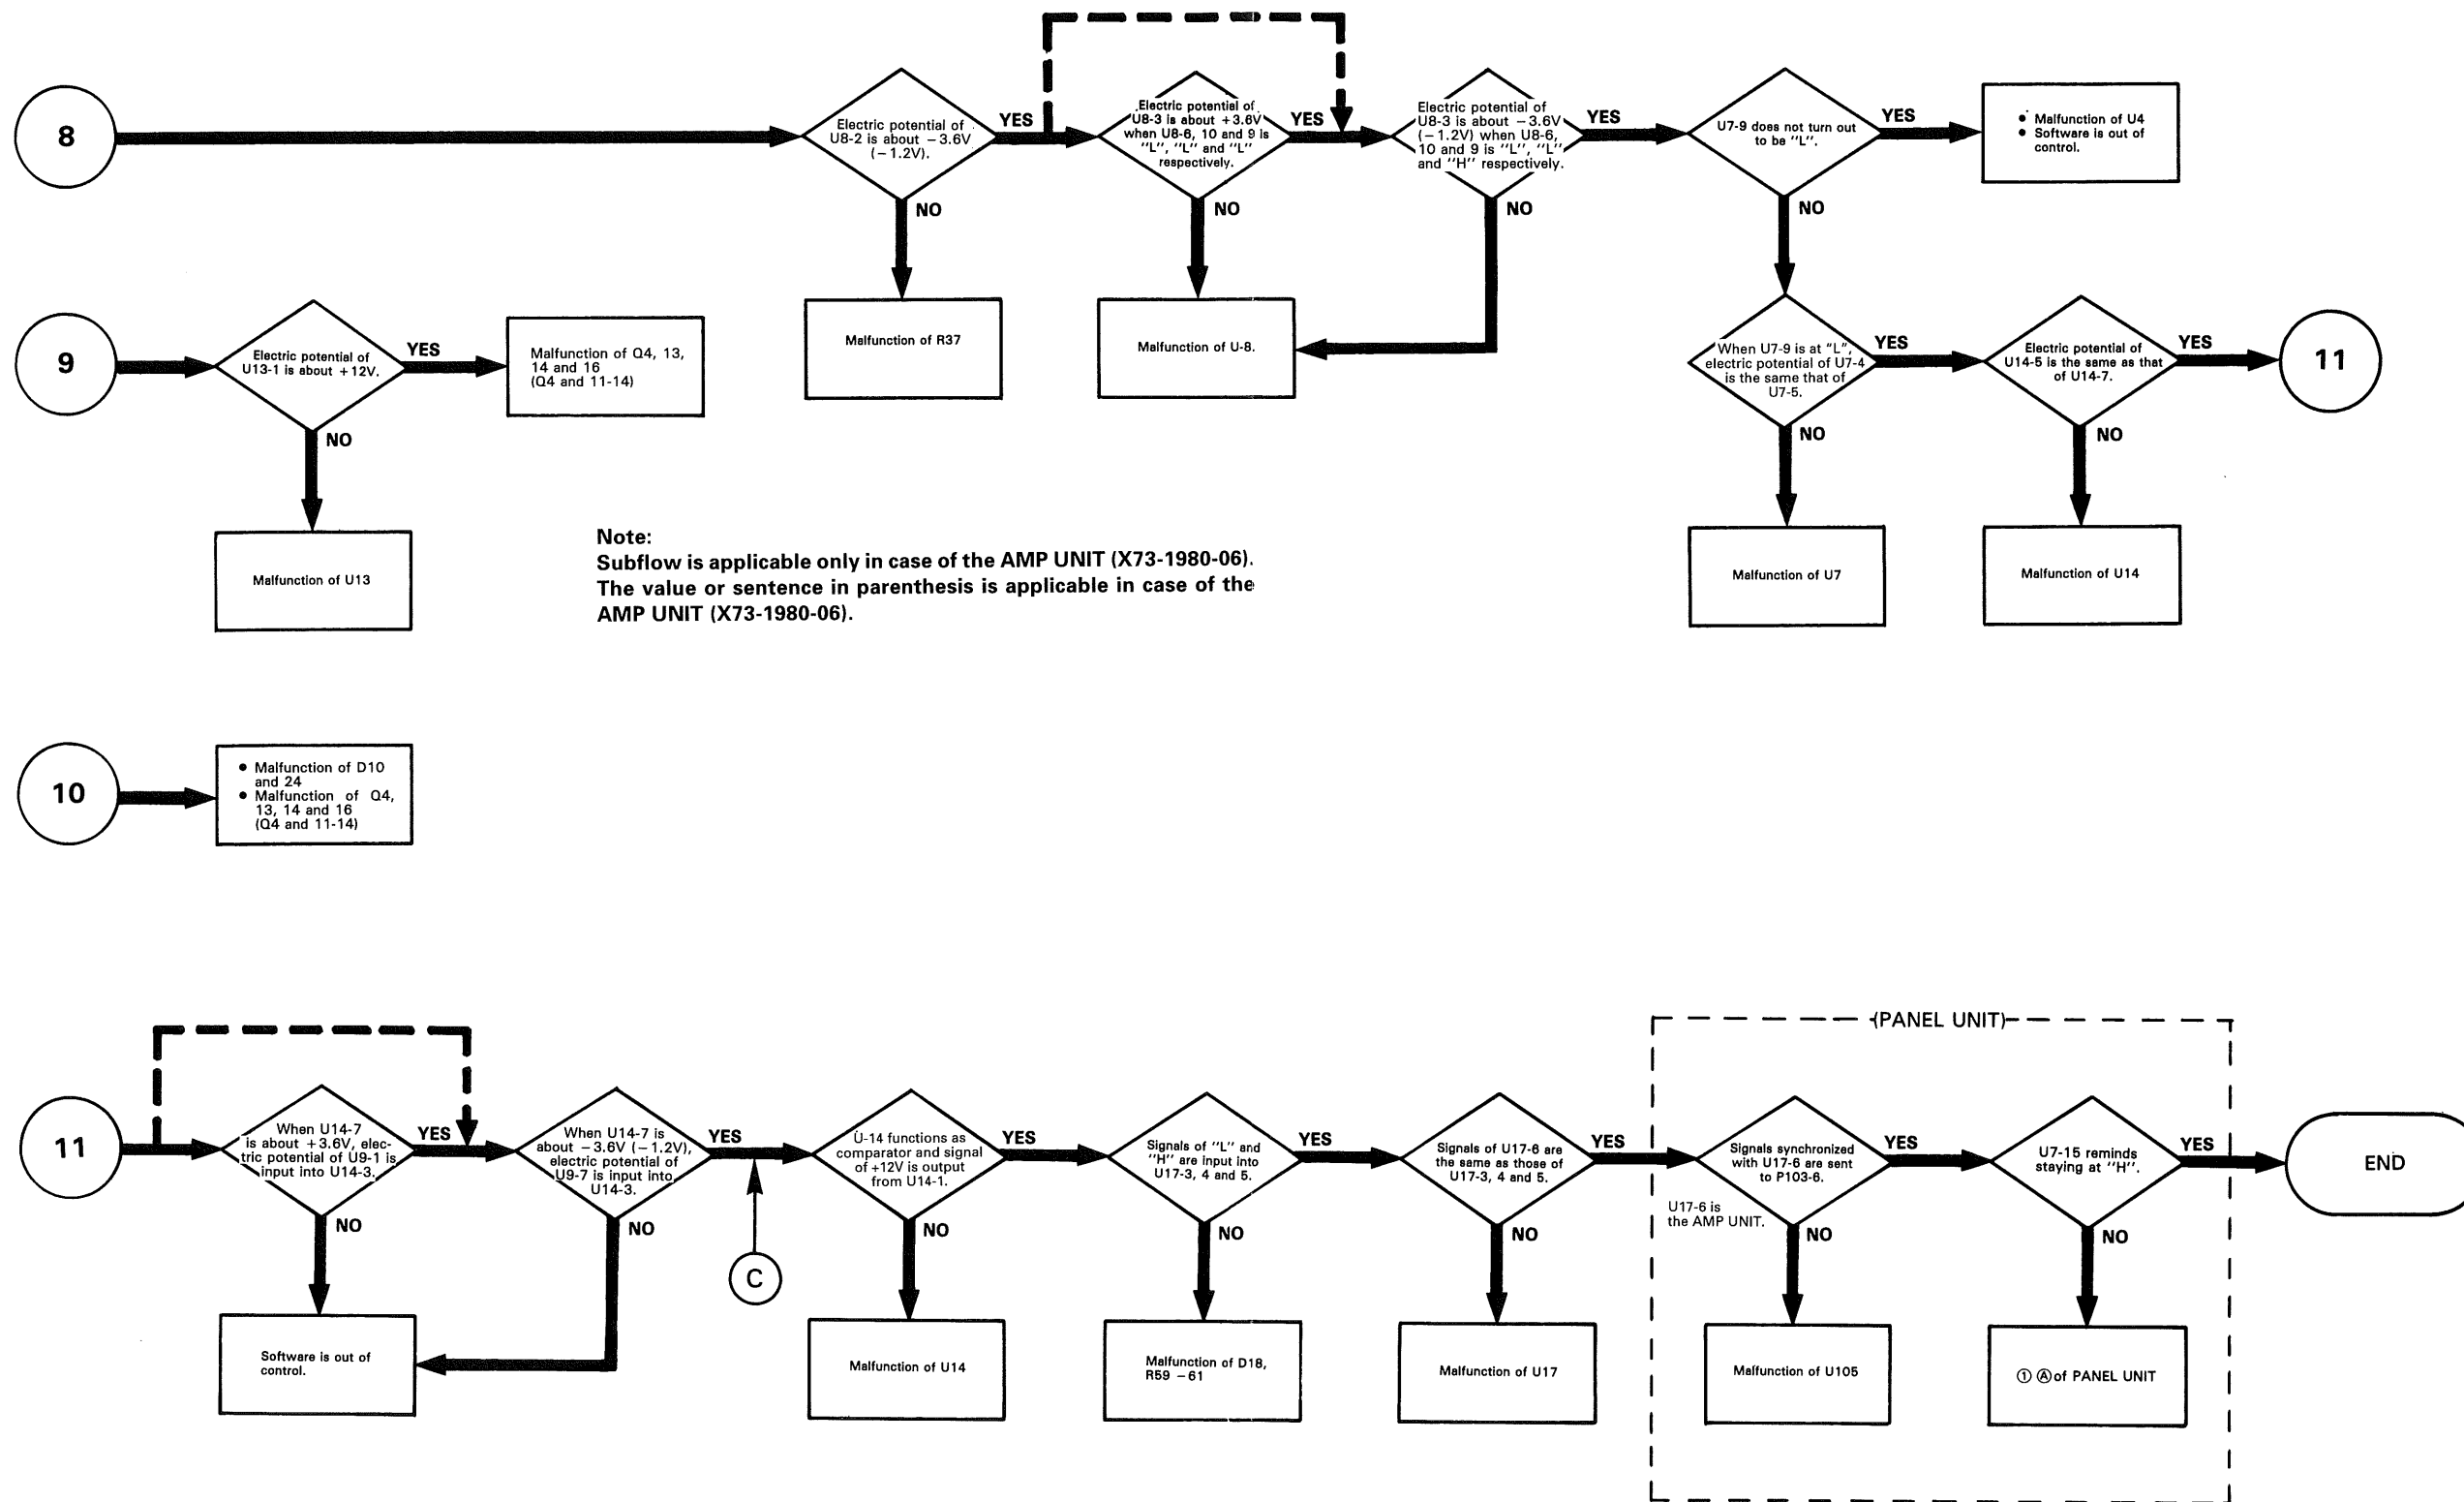 8
Electric potential of
U8-2 is about −3.6V
(−1.2V).
YES
NO
Malfunction of R37
Electric potential of
U8-3 is about +3.6V
when U8-6, 10 and 9 is
"L", "L" and "L"
respectively.
YES
NO
Malfunction of U-8.
Electric potential of
U8-3 is about −3.6V
(−1.2V) when U8-6,
10 and 9 is "L", "L"
and "H" respectively.
YES
NO
U7-9 does not turn out
to be "L".
YES
NO
• Malfunction of U4
• Software is out of
control.
When U7-9 is at "L",
electric potential of U7-4
is the same that of
U7-5.
YES
NO
Malfunction of U7
Electric potential of
U14-5 is the same as that
of U14-7.
YES
NO
Malfunction of U14
11
9
Electric potential of
U13-1 is about +12V.
YES
NO
Malfunction of Q4, 13,
14 and 16
(Q4 and 11-14)
Malfunction of U13
Note:
Subflow is applicable only in case of the AMP UNIT (X73-1980-06).
The value or sentence in parenthesis is applicable in case of the
AMP UNIT (X73-1980-06).
10
• Malfunction of D10
and 24
• Malfunction of Q4,
13, 14 and 16
(Q4 and 11-14)
11
When U14-7
is about +3.6V, elec-
tric potential of U9-1 is
input into U14-3.
YES
NO
Software is out of
control.
When U14-7 is
about −3.6V (−1.2V),
electric potential of
U9-7 is input into
U14-3.
YES
NO
C
U-14 functions as
comparator and signal
of +12V is output
from U14-1.
YES
NO
Malfunction of U14
Signals of "L" and
"H" are input into
U17-3, 4 and 5.
YES
NO
Malfunction of D18,
R59 −61
Signals of U17-6 are
the same as those of
U17-3, 4 and 5.
YES
NO
Malfunction of U17
(PANEL UNIT)
Signals synchronized
with U17-6 are sent
to P103-6.
YES
NO
U17-6 is
the AMP UNIT.
Malfunction of U105
U7-15 reminds
staying at "H".
YES
NO
① Ⓐ of PANEL UNIT
END